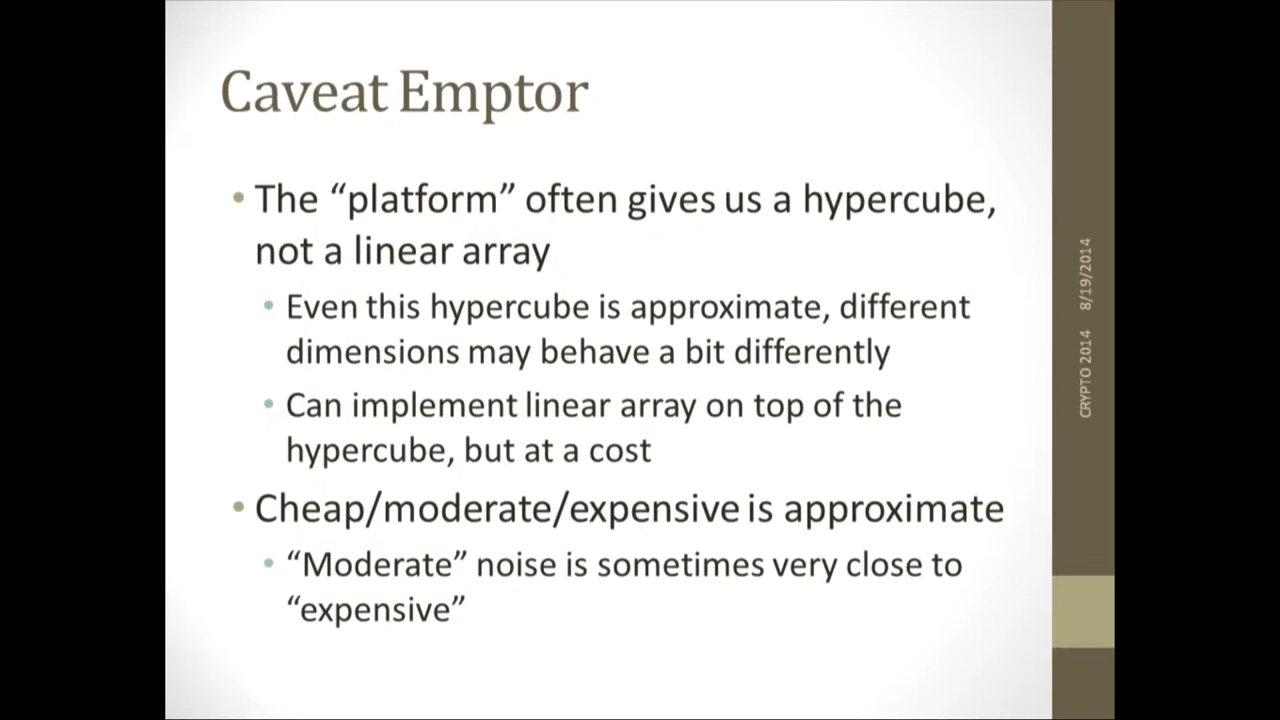 Caveat Emptor
• The “platform” often gives us a hypercube,
not a linear array
• Even this hypercube is approximate, different
dimensions may behave a bit differently
• Can implement linear array on top of the
hypercube, but at a cost
• Cheap/moderate/expensive is approximate
• “Moderate” noise is sometimes very close to
“expensive”
CRYPTO 2014 8/19/2014